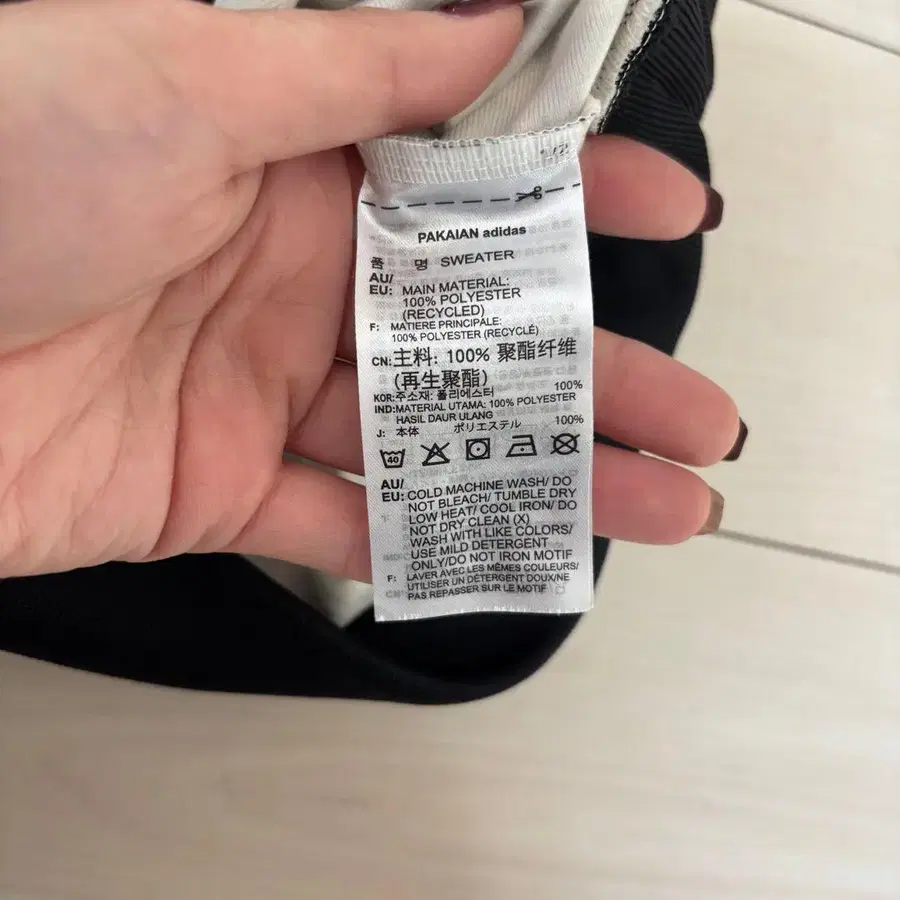 1/2
PAKAIAN adidas
품 명 SWEATER
AU/
EU: MAIN MATERIAL:
100% POLYESTER
(RECYCLED)
F: MATIERE PRINCIPALE:
100% POLYESTER (RECYCLÉ)
CN:主料: 100% 聚酯纤维
(再生聚酯)
KOR:주소재: 폴리에스터 100%
IND:MATERIAL UTAMA: 100% POLYESTER
HASIL DAUR ULANG
J: 本体 ポリエステル 100%
40
AU/
EU: COLD MACHINE WASH/ DO
NOT BLEACH/ TUMBLE DRY
LOW HEAT/ COOL IRON/ DO
NOT DRY CLEAN (X)
WASH WITH LIKE COLORS/
USE MILD DETERGENT
ONLY/DO NOT IRON MOTIF
F: LAVER AVEC LES MÊMES COULEURS/
UTILISER UN DÉTERGENT DOUX/NE
PAS REPASSER SUR LE MOTIF